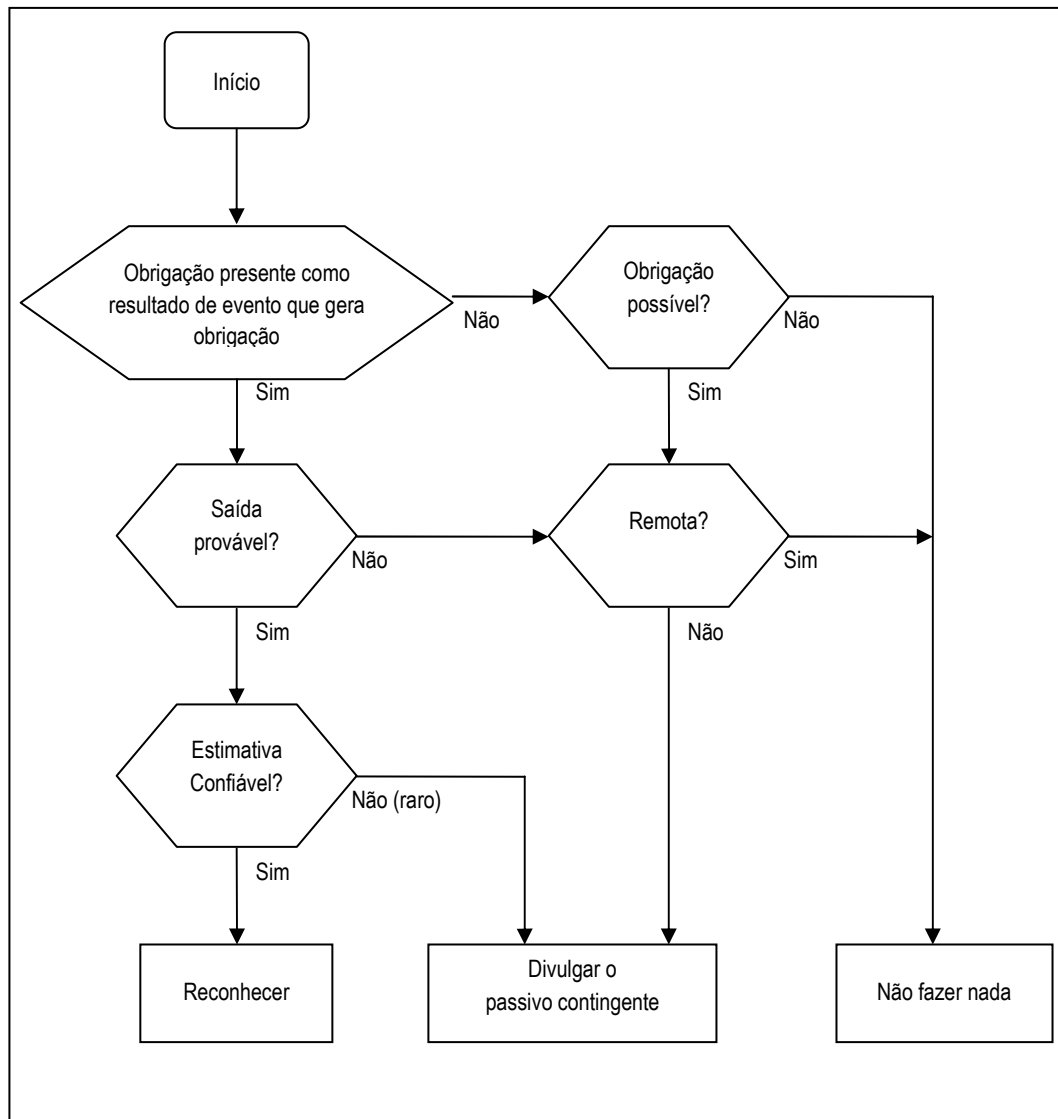 Início
Obrigação presente como
resultado de evento que gera
obrigação
Não
Obrigação
possível?
Não
Sim
Sim
Saída
provável?
Não
Remota?
Sim
Sim
Não
Estimativa
Confiável?
Não (raro)
Sim
Reconhecer
Divulgar o
passivo contingente
Não fazer nada